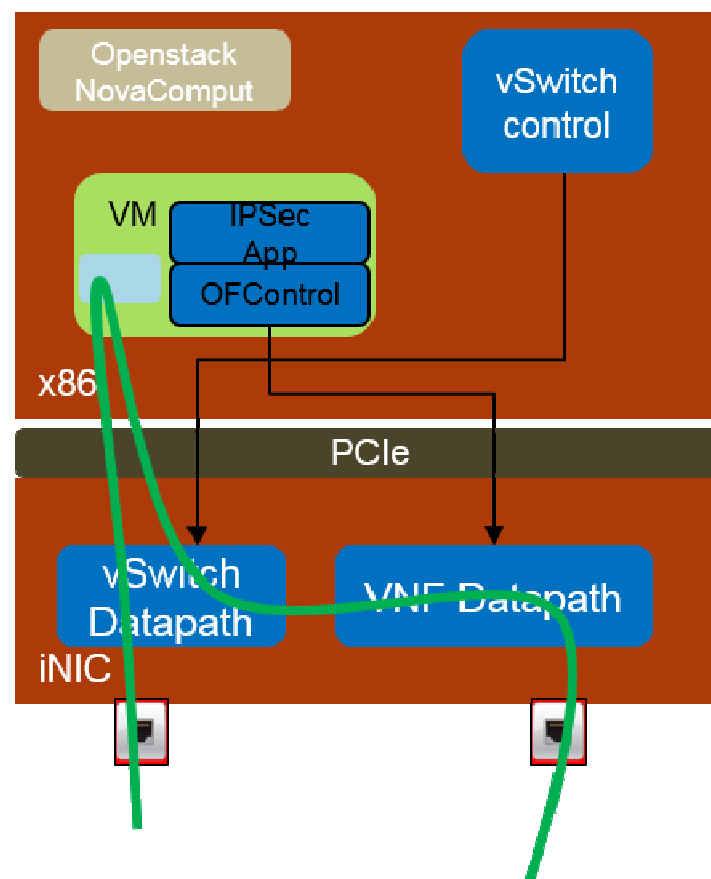 Openstack
NovaComput
vSwitch
control
VM
IPSec
App
OFControl
x86
PCIe
vSwitch
Datapath
VNF Datapath
iNIC